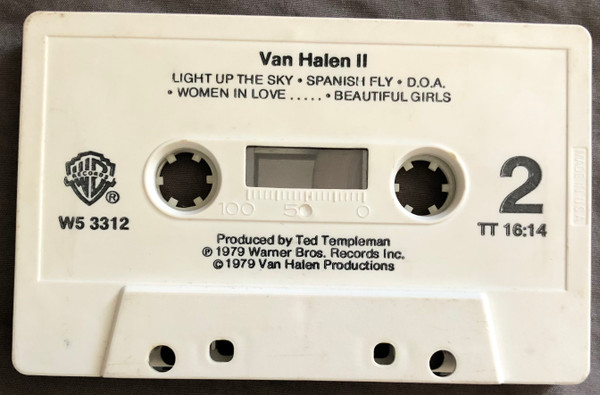 Van Halen II
LIGHT UP THE SKY • SPANISH FLY • D.O.A.
• WOMEN IN LOVE ..... • BEAUTIFUL GIRLS
WB
RECORDS
®
W5 3312
2
TT 16:14
100 50 0
Produced by Ted Templeman
℗ 1979 Warner Bros. Records Inc.
© 1979 Van Halen Productions